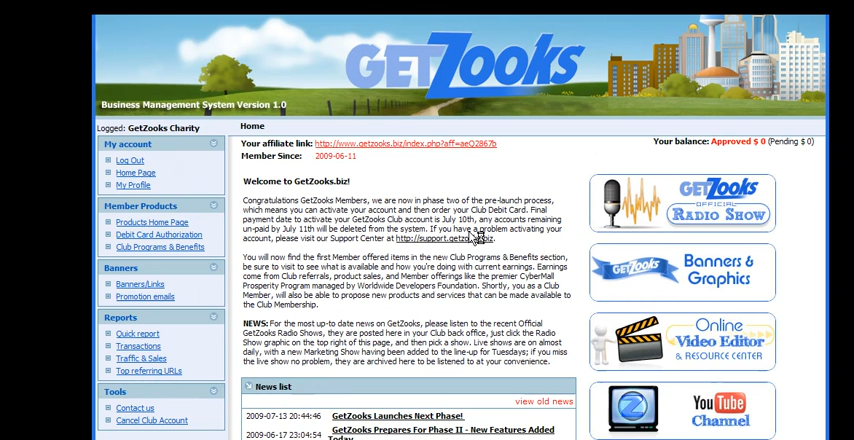 GETZooks
Business Management System Version 1.0
Logged: GetZooks Charity
Home
My account
Log Out
Home Page
My Profile
Member Products
Products Home Page
Debit Card Authorization
Club Programs & Benefits
Banners
Banners/Links
Promotion emails
Reports
Quick report
Transactions
Traffic & Sales
Top referring URLs
Tools
Contact us
Cancel Club Account
Your affiliate link: http://www.getzooks.biz/index.php?aff=aeQ2867b
Member Since: 2009-06-11
Your balance: Approved $ 0 (Pending $ 0)
Welcome to GetZooks.biz!
Congratulations GetZooks Members, we are now in phase two of the pre-launch process,
which means you can activate your account and then order your Club Debit Card. Final
payment date to activate your GetZooks Club account is July 10th, any accounts remaining
un-paid by July 11th will be deleted from the system. If you have a problem activating your
account, please visit our Support Center at http://support.getzooks.biz.
You will now find the first Member offered items in the new Club Programs & Benefits section,
be sure to visit to see what is available and how you're doing with current earnings. Earnings
come from Club referrals, product sales, and Member offerings like the premier CyberMall
Prosperity Program managed by Worldwide Developers Foundation. Shortly, you as a Club
Member, will also be able to propose new products and services that can be made available to
the Club Membership.
NEWS: For the most up-to-date news on GetZooks, please listen to the recent Official
GetZooks Radio Shows, they are posted here in your Club back office, just click the Radio
Show graphic on the top right of this page, and then pick a show. Live shows are on almost
daily, with a new Marketing Show having been added to the line-up for Tuesdays; if you miss
the live show no problem, they are archived here to be listened to at your convenience.
News list
view old news
2009-07-13 20:44:46 GetZooks Launches Next Phase!
2009-06-17 23:04:54 GetZooks Prepares For Phase II - New Features Added
Today
GETZooks
OFFICIAL
RADIO SHOW
GETZooks
Banners &
Graphics
Online
Video Editor
& RESOURCE CENTER
Z
YouTube
Channel